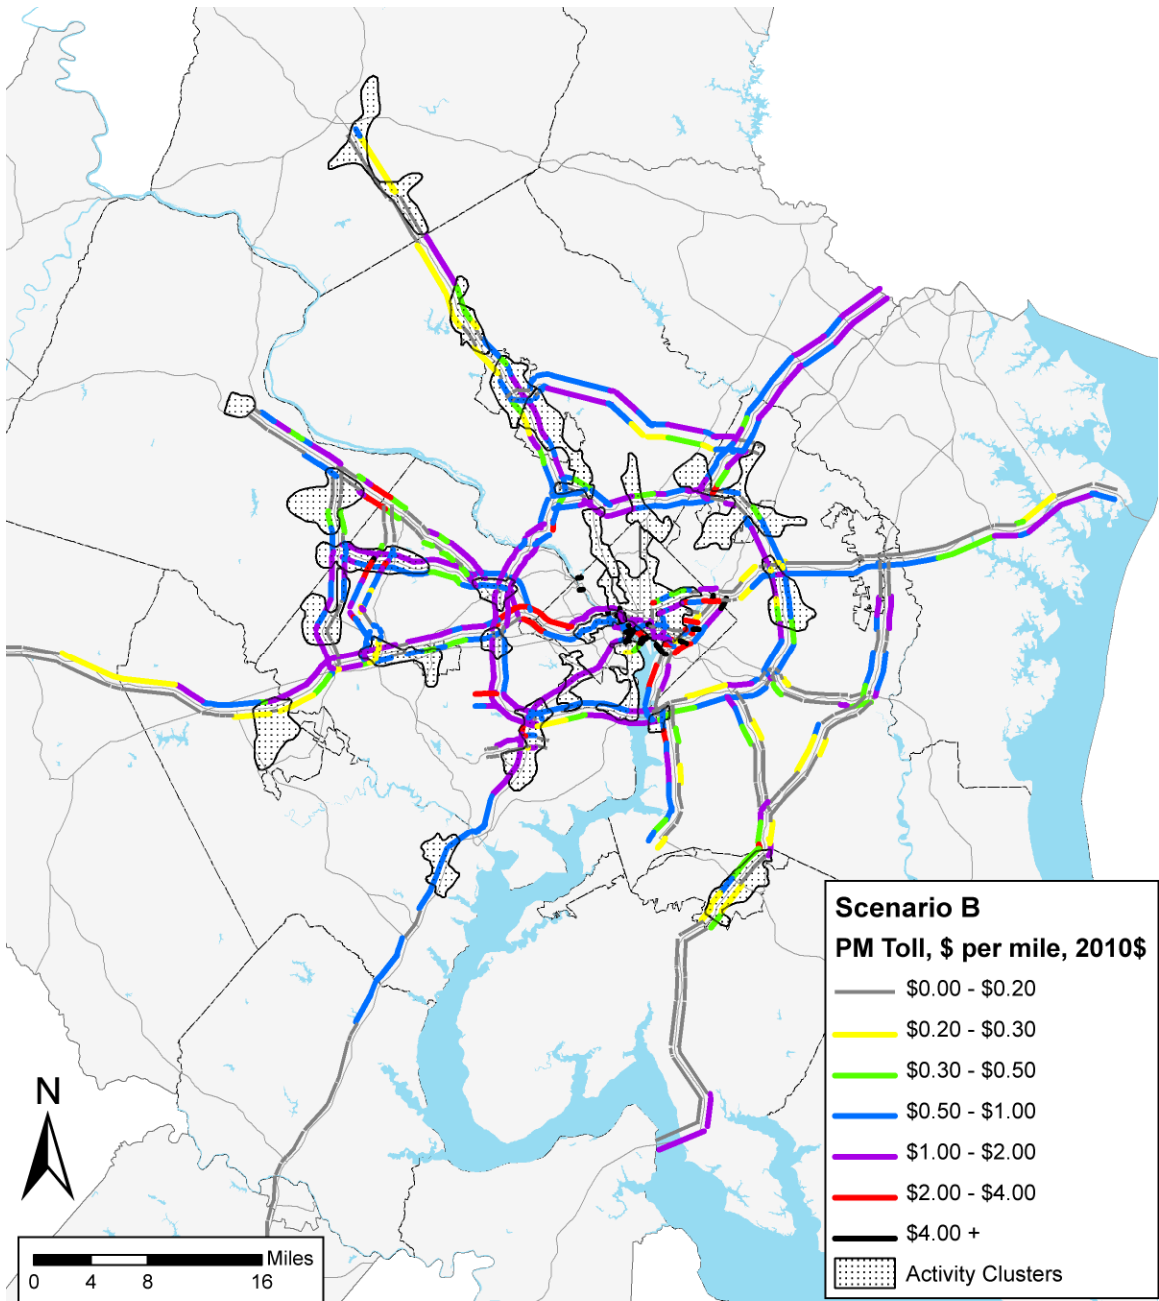 Scenario B
PM Toll, $ per mile, 2010$
$0.00 - $0.20
$0.20 - $0.30
$0.30 - $0.50
$0.50 - $1.00
$1.00 - $2.00
$2.00 - $4.00
$4.00 +
Activity Clusters
N
Miles
0 4 8 16